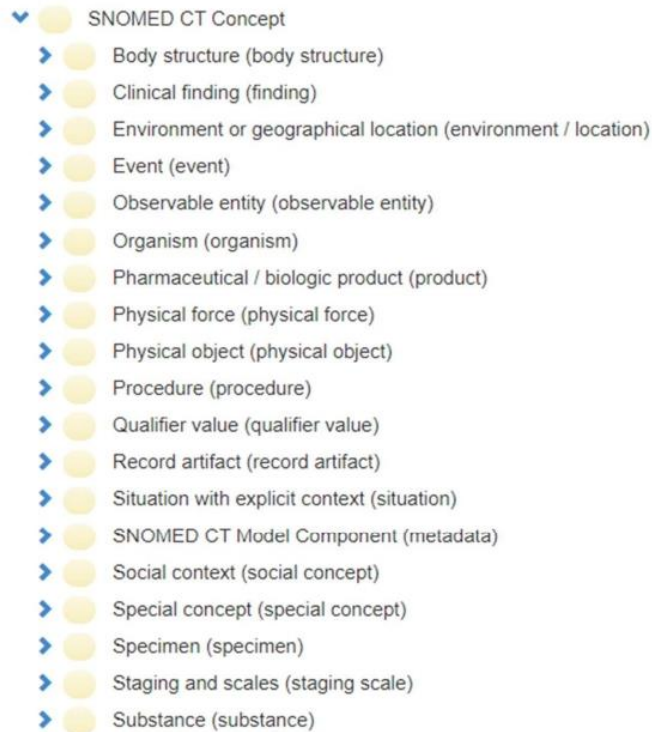 SNOMED CT Concept
Body structure (body structure)
Clinical finding (finding)
Environment or geographical location (environment / location)
Event (event)
Observable entity (observable entity)
Organism (organism)
Pharmaceutical / biologic product (product)
Physical force (physical force)
Physical object (physical object)
Procedure (procedure)
Qualifier value (qualifier value)
Record artifact (record artifact)
Situation with explicit context (situation)
SNOMED CT Model Component (metadata)
Social context (social concept)
Special concept (special concept)
Specimen (specimen)
Staging and scales (staging scale)
Substance (substance)